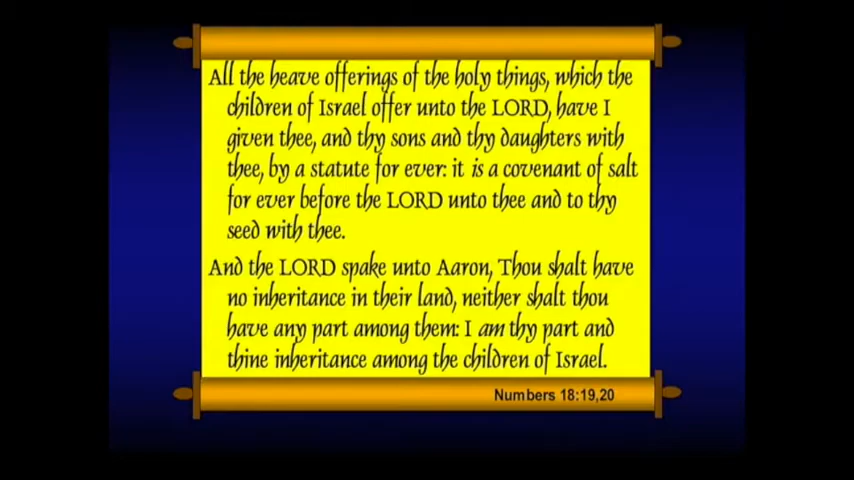 All the heave offerings of the holy things, which the
children of Israel offer unto the LORD, have I
given thee, and thy sons and thy daughters with
thee, by a statute for ever: it is a covenant of salt
for ever before the LORD unto thee and to thy
seed with thee.
And the LORD spake unto Aaron, Thou shalt have
no inheritance in their land, neither shalt thou
have any part among them: I am thy part and
thine inheritance among the children of Israel.
Numbers 18:19,20